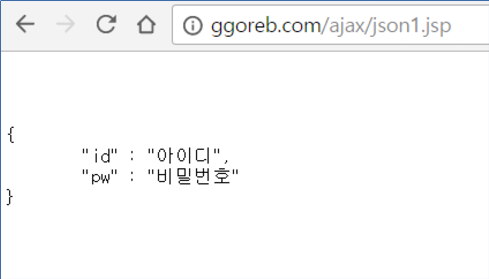 ggoreb.com/ajax/json1.jsp
{
"id" : "아이디",
"pw" : "비밀번호"
}